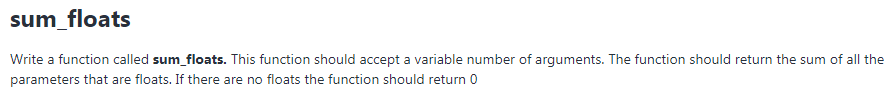 sum_floats
Write a function called sum_floats. This function should accept a variable number of arguments. The function should return the sum of all the
parameters that are floats. If there are no floats the function should return 0